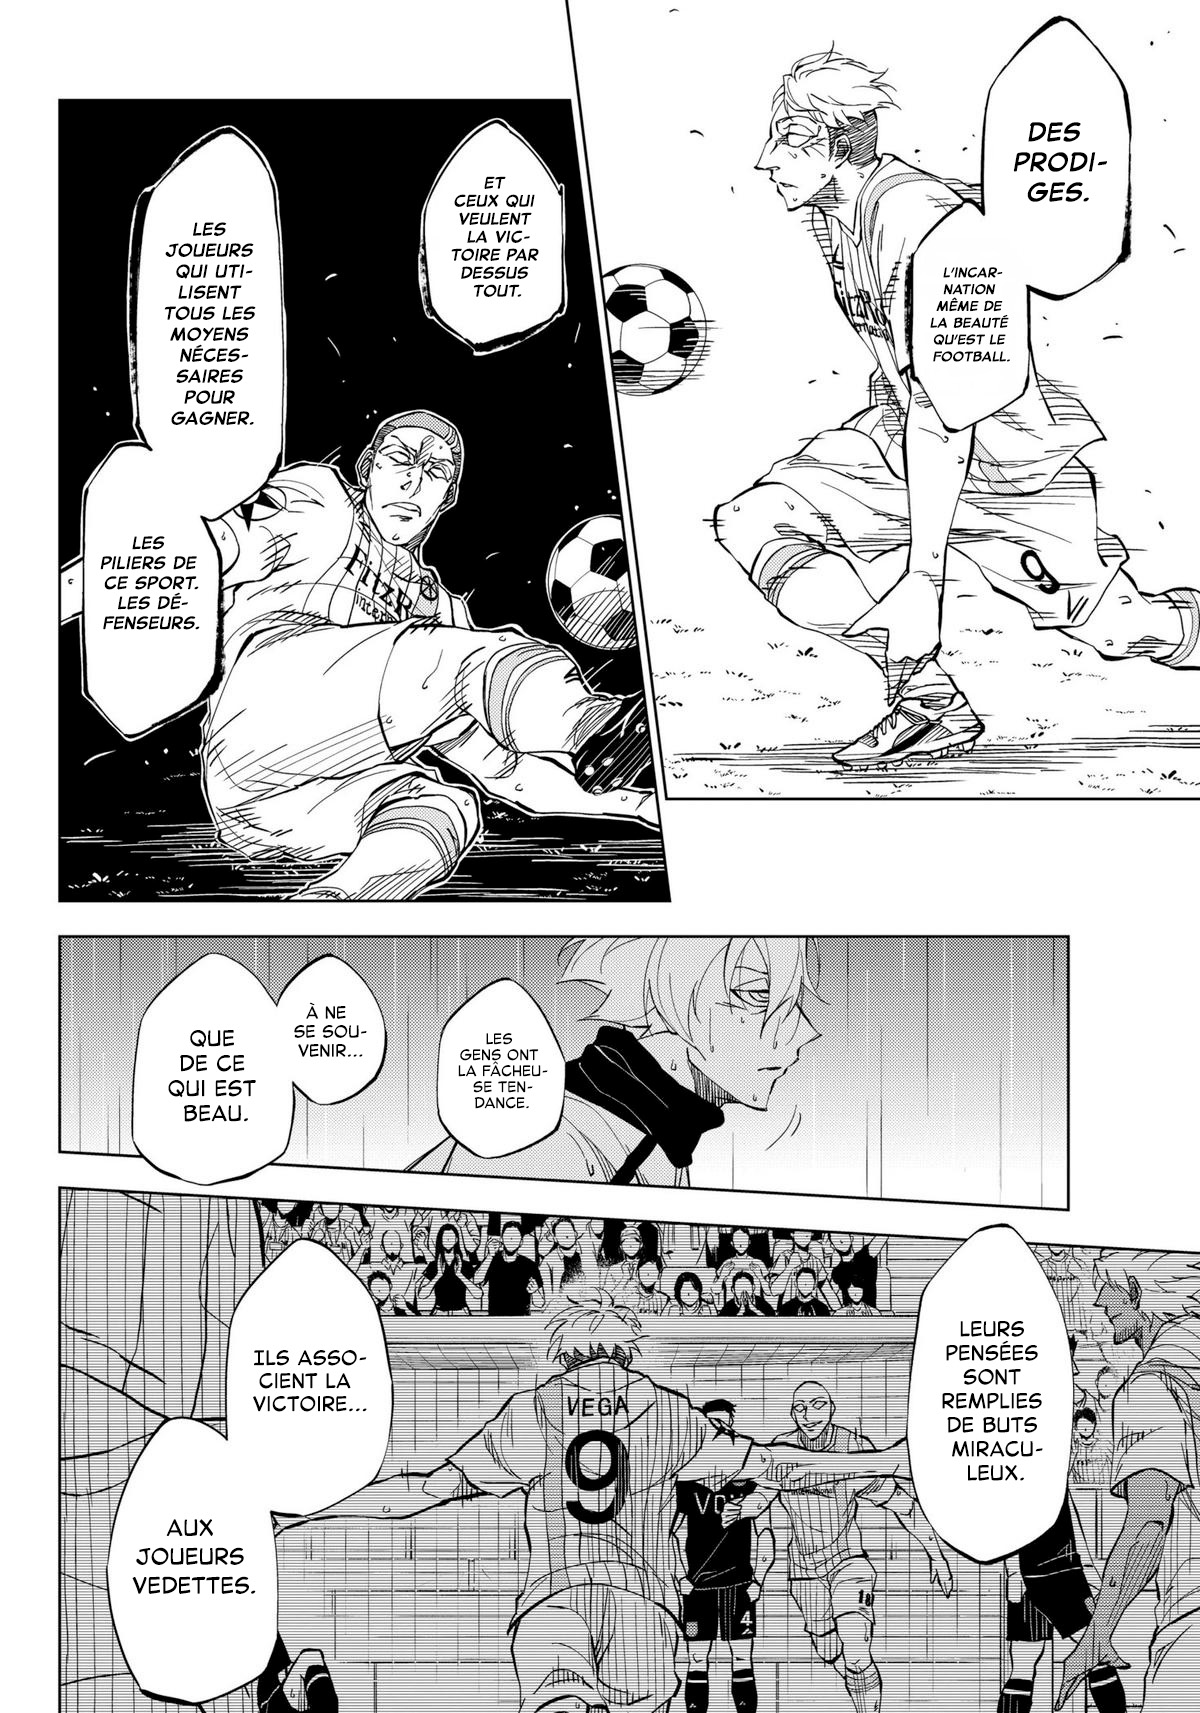 DES
PRODI-
GES.
L'INCAR-
NATION
MÊME DE
LA BEAUTÉ
QU'EST LE
FOOTBALL.
9
ET
CEUX QUI
VEULENT
LA VIC-
TOIRE PAR
DESSUS
TOUT.
LES
JOUEURS
QUI UTI-
LISENT
TOUS LES
MOYENS
NÉCES-
SAIRES
POUR
GAGNER.
LES
PILIERS DE
CE SPORT.
LES DÉ-
FENSEURS.
LES
GENS ONT
LA FÂCHEU-
SE TEN-
DANCE.
À NE
SE SOU-
VENIR...
QUE
DE CE
QUI EST
BEAU.
LEURS
PENSÉES
SONT
REMPLIES
DE BUTS
MIRACU-
LEUX.
ILS ASSO-
CIENT LA
VICTOIRE...
AUX
JOUEURS
VEDETTES.
VEGA
9
4
18